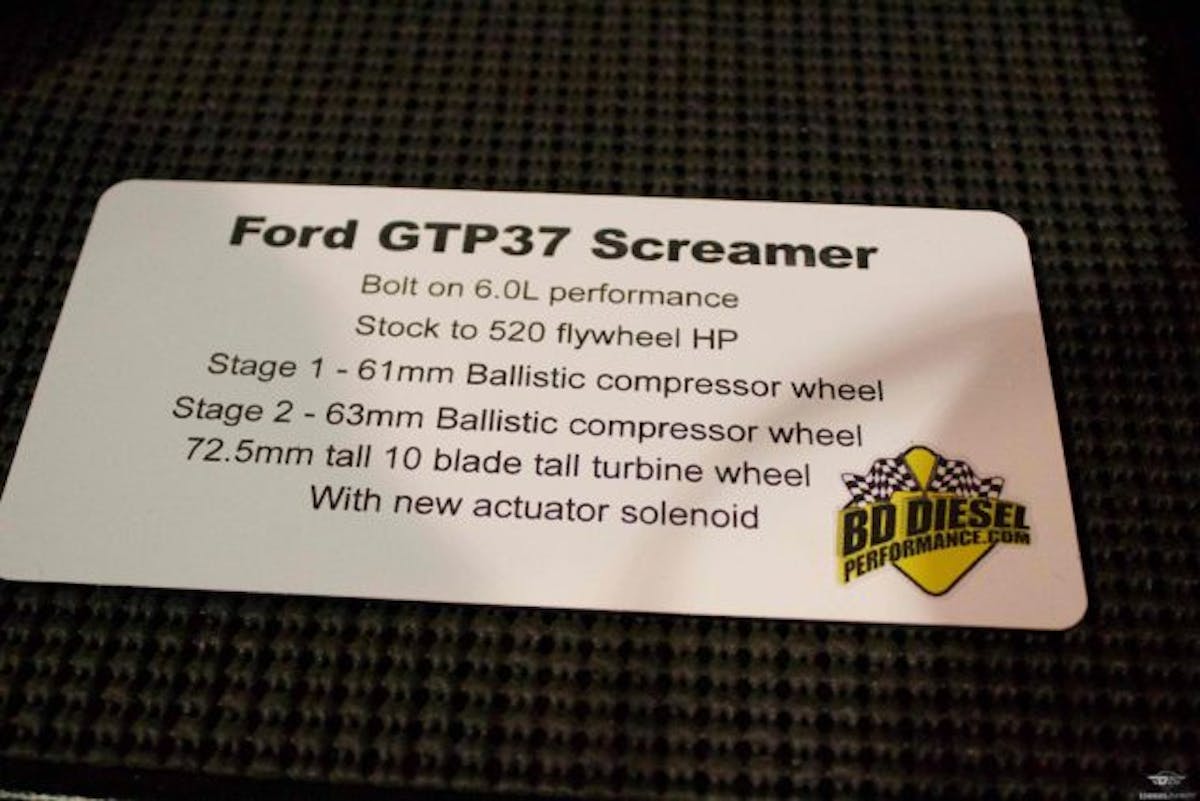 Ford GTP37 Screamer
Bolt on 6.0L performance
Stock to 520 flywheel HP
Stage 1 - 61mm Ballistic compressor wheel
Stage 2 - 63mm Ballistic compressor wheel
72.5mm tall 10 blade tall turbine wheel
With new actuator solenoid
BD DIESEL
PERFORMANCE.COM